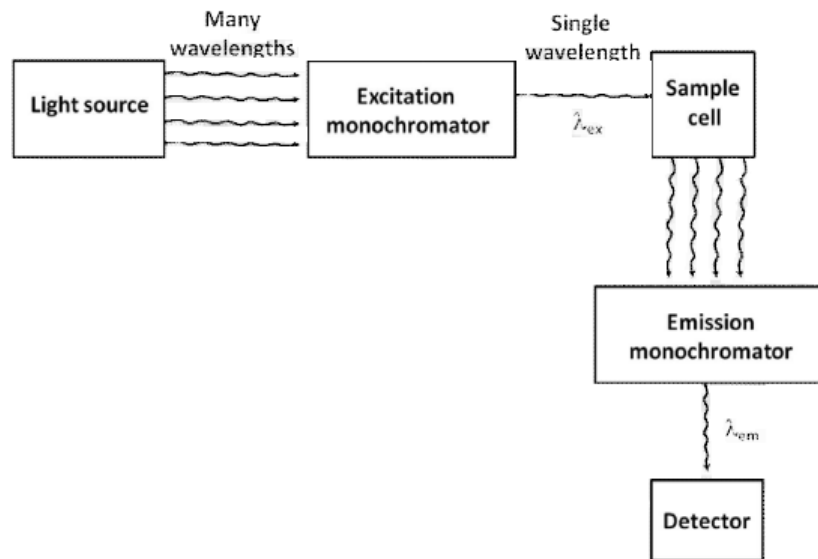 Many
wavelengths
Single
wavelength
Light source
Excitation
monochromator
λex
Sample
cell
Emission
monochromator
λem
Detector